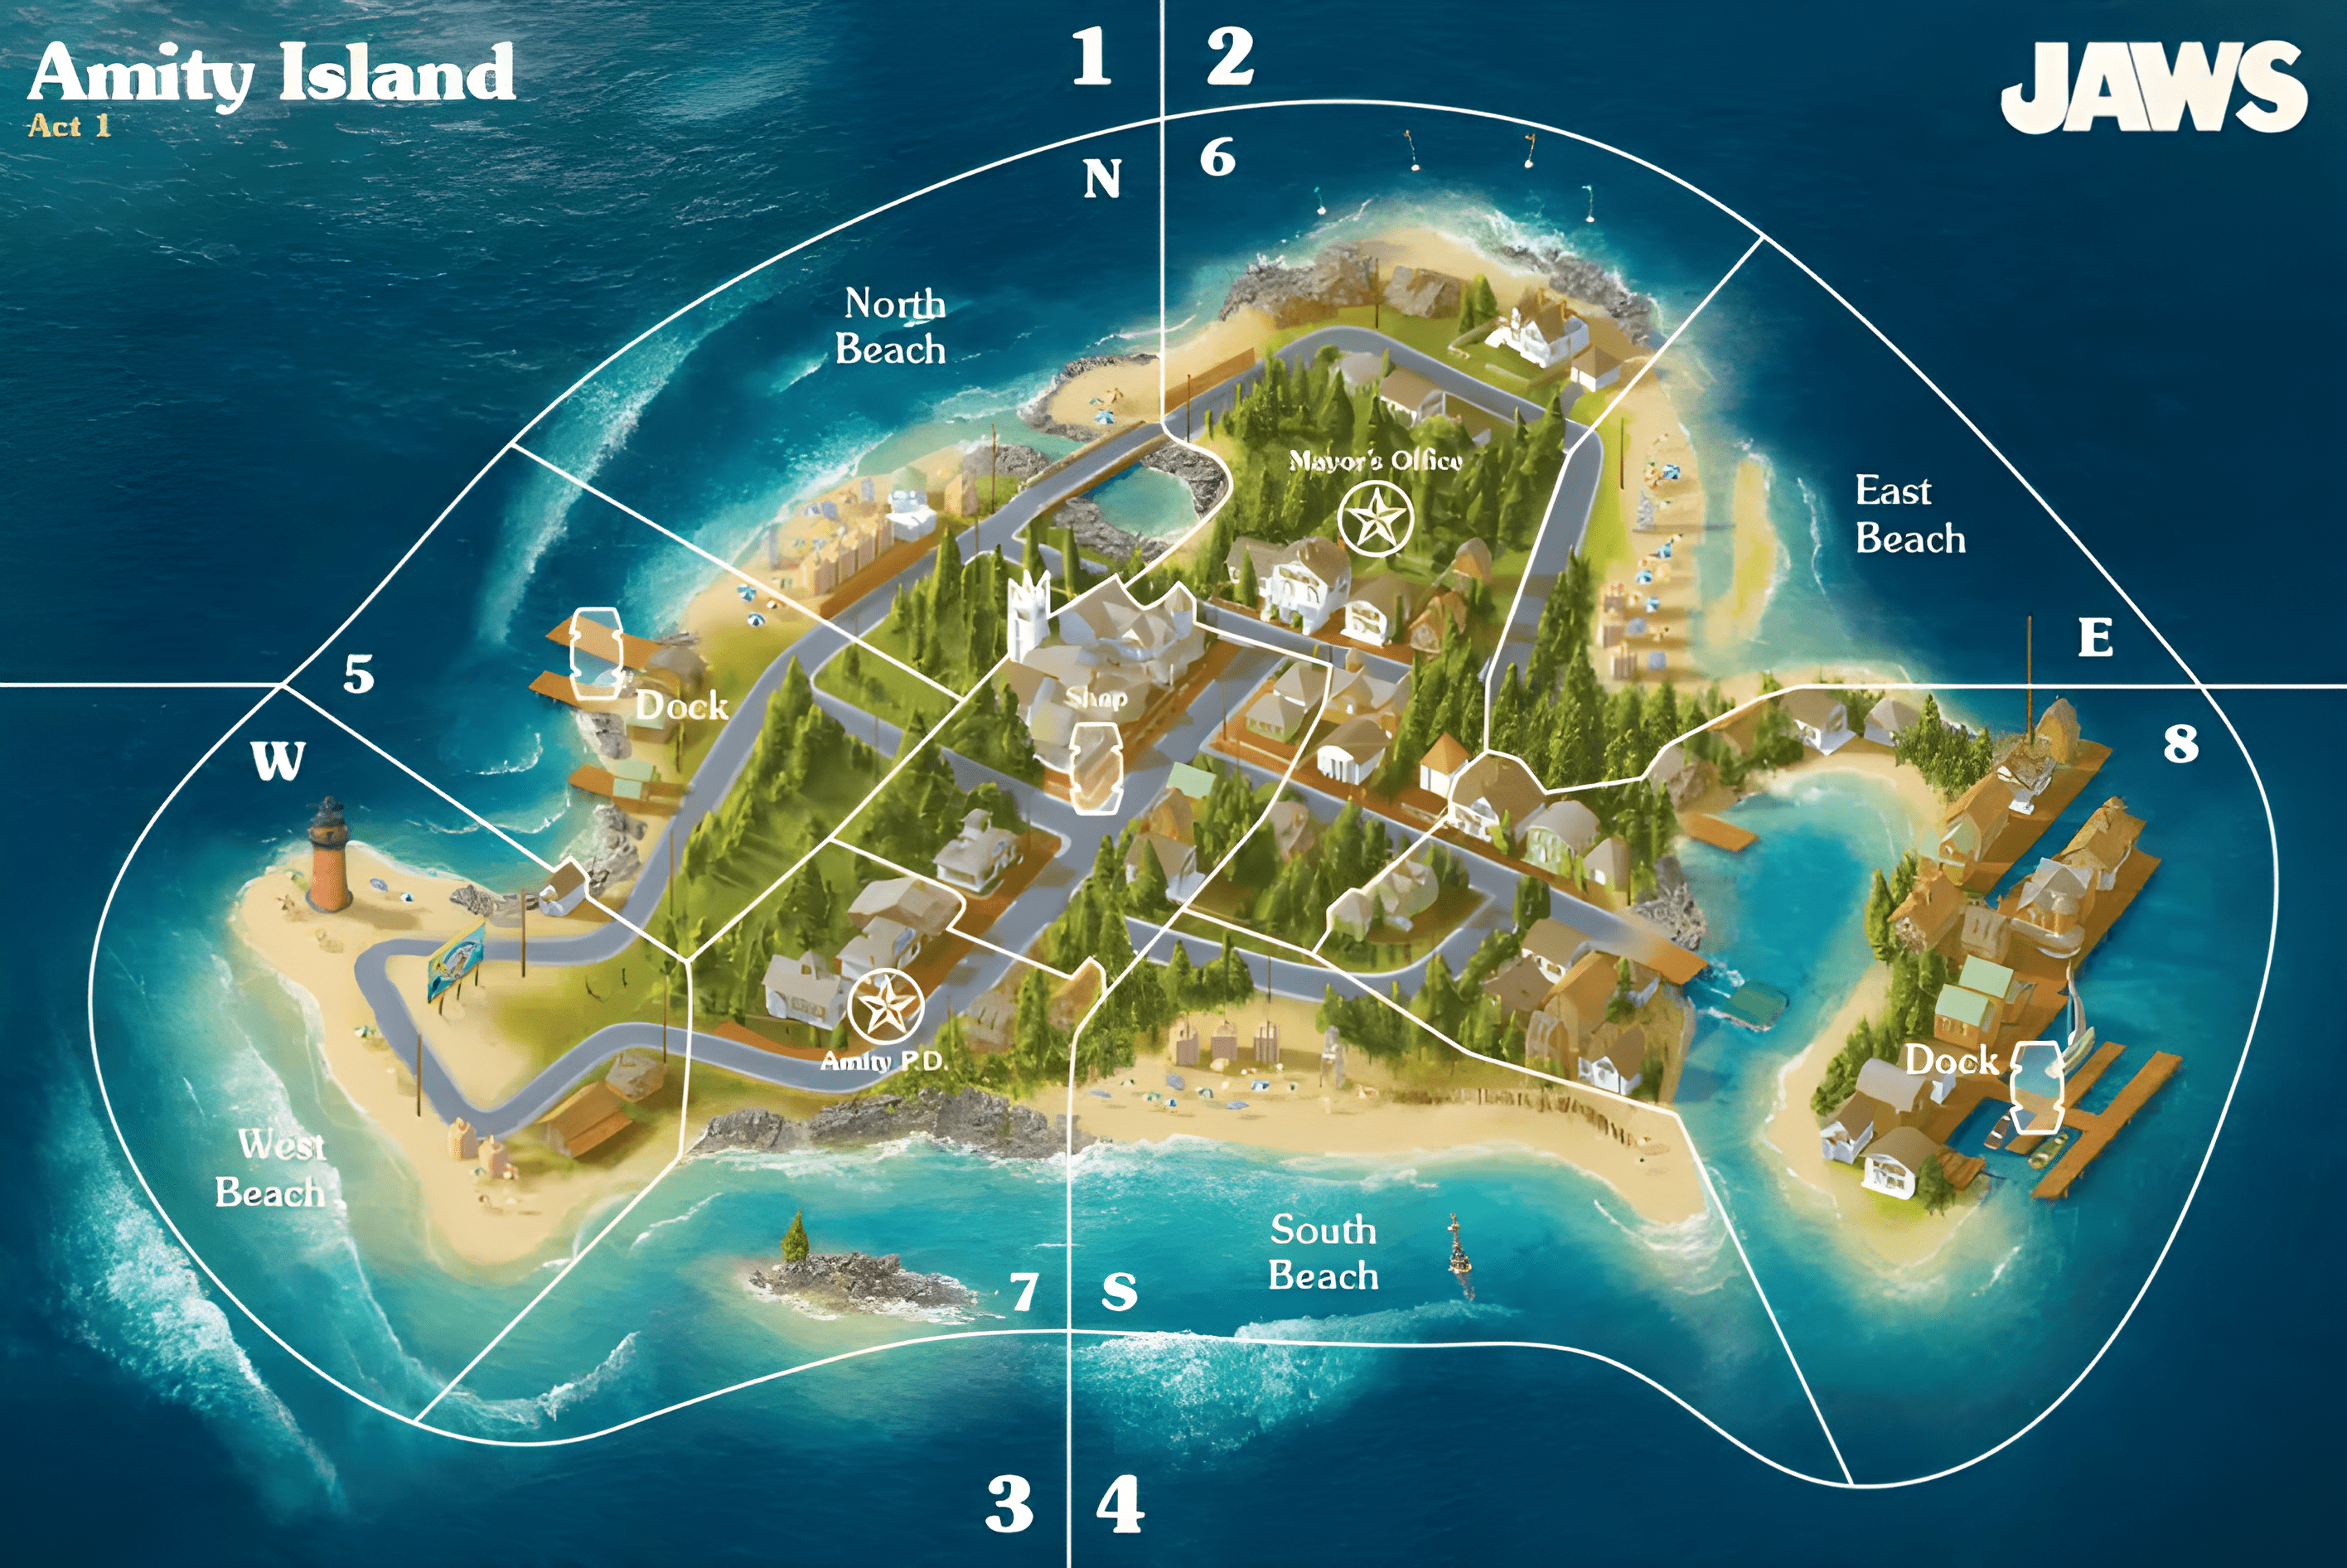 Amity Island
Act 1
1
2
JAWS
N
6
North
Beach
Mayor's Office
East
Beach
E
5
Dock
Shop
W
8
Amity P.D.
Dock
West
Beach
South
Beach
7
S
3
4